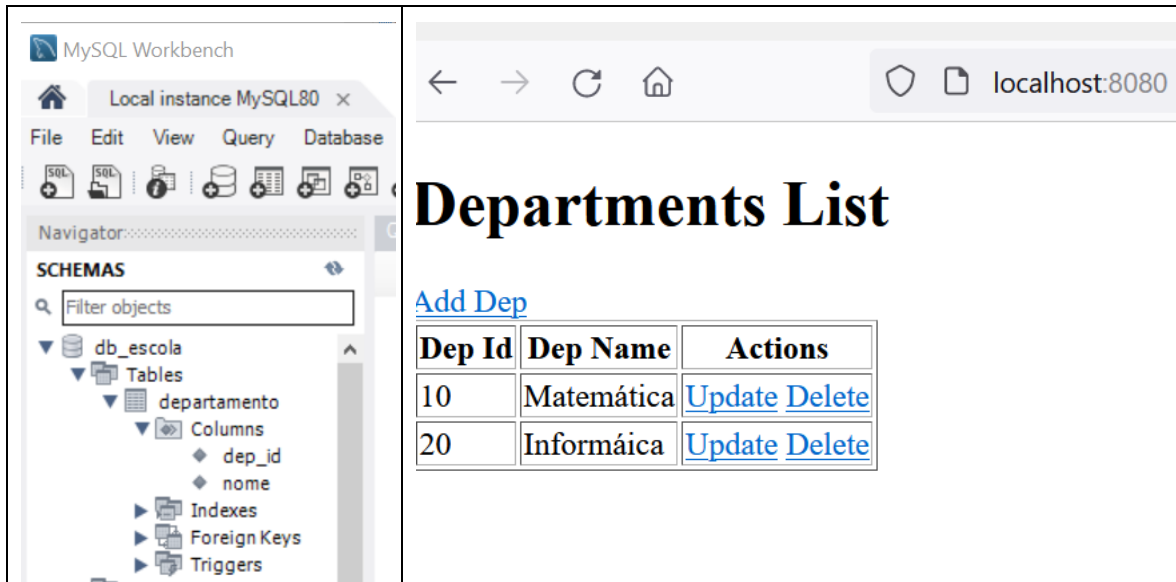 MySQL Workbench
Local instance MySQL80 ×
File Edit View Query Database
SQL SQL
Navigator
SCHEMAS
Filter objects
db_escola
Tables
departamento
Columns
dep_id
nome
Indexes
Foreign Keys
Triggers
localhost:8080
Departments List
Add Dep
Dep Id Dep Name Actions
10 Matemática Update Delete
20 Informáica Update Delete